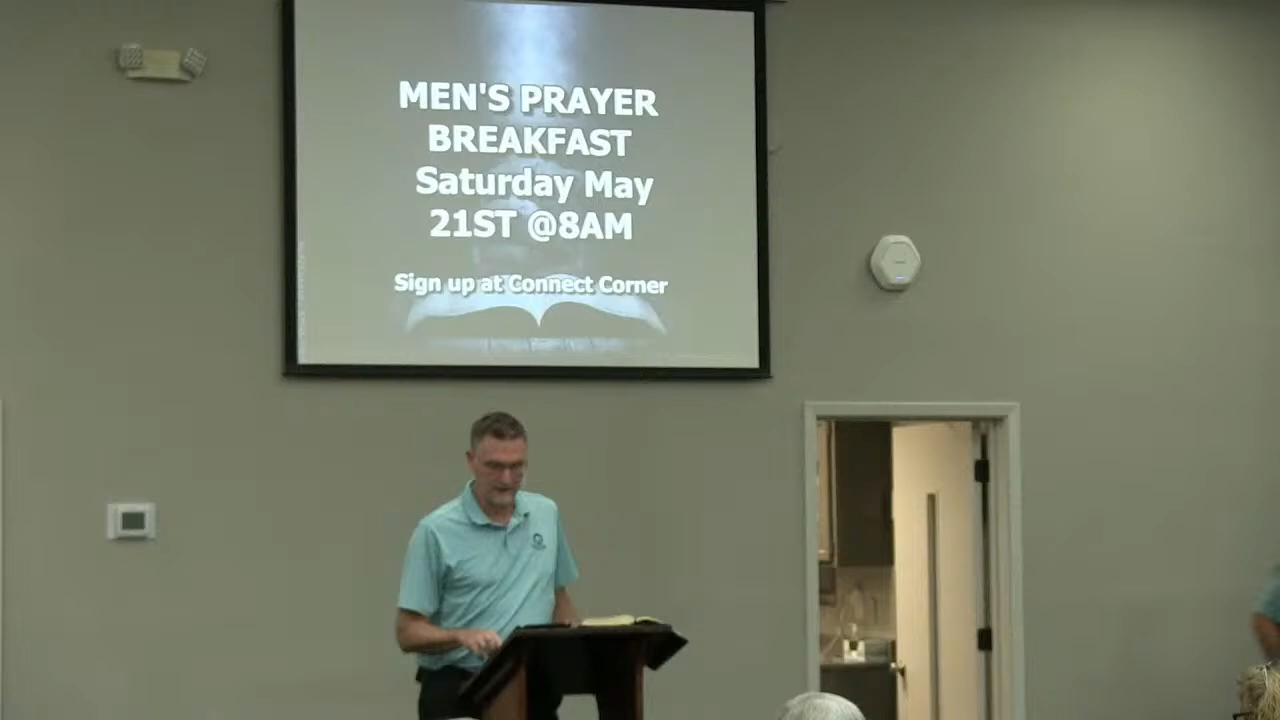 MEN'S PRAYER
BREAKFAST
Saturday May
21ST @8AM
Sign up at Connect Corner